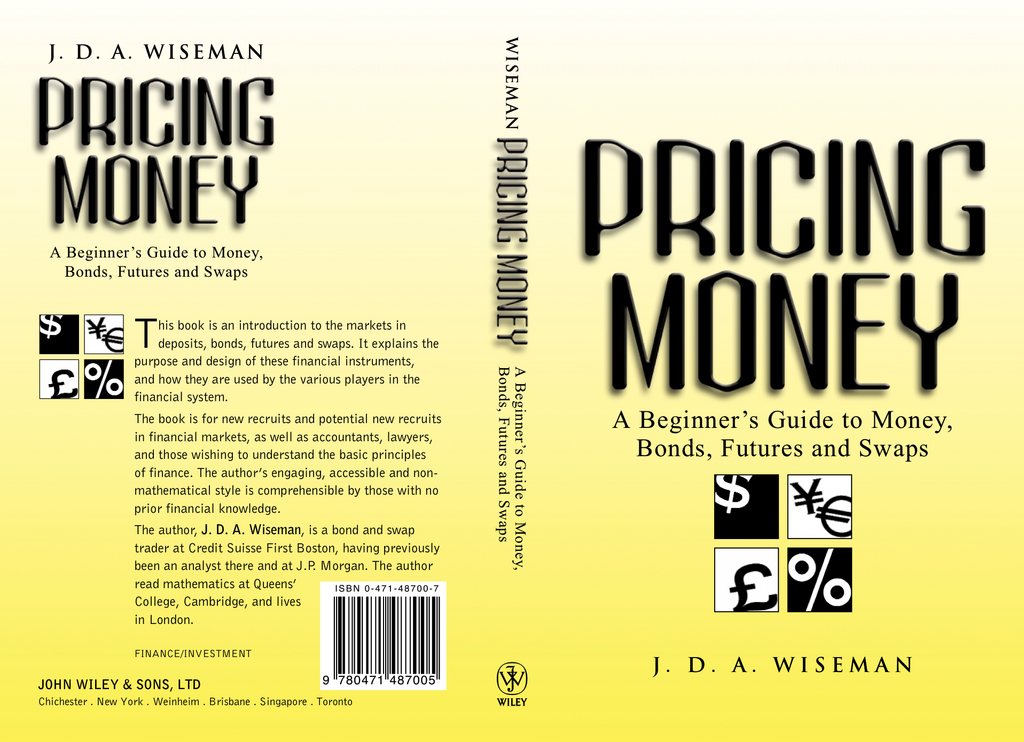 J. D. A. WISEMAN
PRICING
MONEY
A Beginner's Guide to Money,
Bonds, Futures and Swaps
$
¥€
£
%
This book is an introduction to the markets in
deposits, bonds, futures and swaps. It explains the
purpose and design of these financial instruments,
and how they are used by the various players in the
financial system.
The book is for new recruits and potential new recruits
in financial markets, as well as accountants, lawyers,
and those wishing to understand the basic principles
of finance. The author's engaging, accessible and non-
mathematical style is comprehensible by those with no
prior financial knowledge.
The author, J. D. A. Wiseman, is a bond and swap
trader at Credit Suisse First Boston, having previously
been an analyst there and at J.P. Morgan. The author
read mathematics at Queens'
College, Cambridge, and lives
in London.
FINANCE/INVESTMENT
ISBN 0-471-48700-7
9 780471 487005
JOHN WILEY & SONS, LTD
Chichester . New York . Weinheim . Brisbane . Singapore . Toronto
WISEMAN PRICING MONEY
A Beginner's Guide to Money,
Bonds, Futures and Swaps
WILEY
PRICING
MONEY
A Beginner's Guide to Money,
Bonds, Futures and Swaps
$
¥€
£
%
J. D. A. WISEMAN